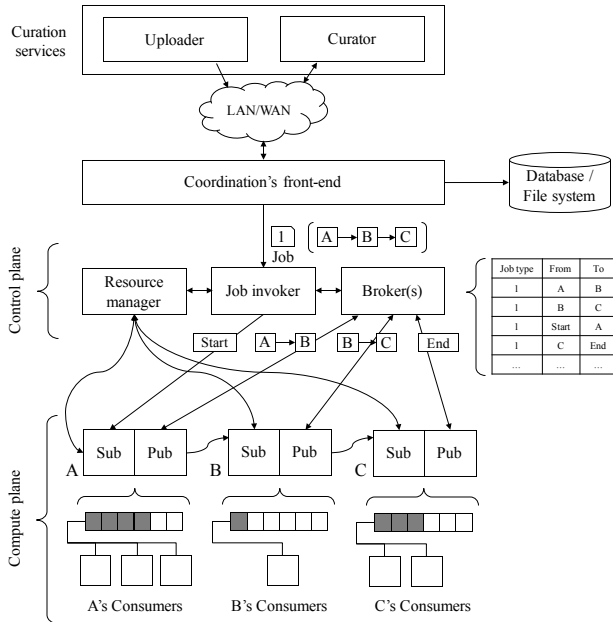 Curation
services
Uploader
Curator
LAN/WAN
Coordination's front-end
Database /
File system
1
Job
A
B
C
Control plane
Resource
manager
Job invoker
Broker(s)
Job type From To
1 A B
1 B C
1 Start A
1 C End
... ... ...
Start
A
B
B
C
End
Compute plane
A
Sub
Pub
B
Sub
Pub
C
Sub
Pub
A's Consumers
B's Consumers
C's Consumers